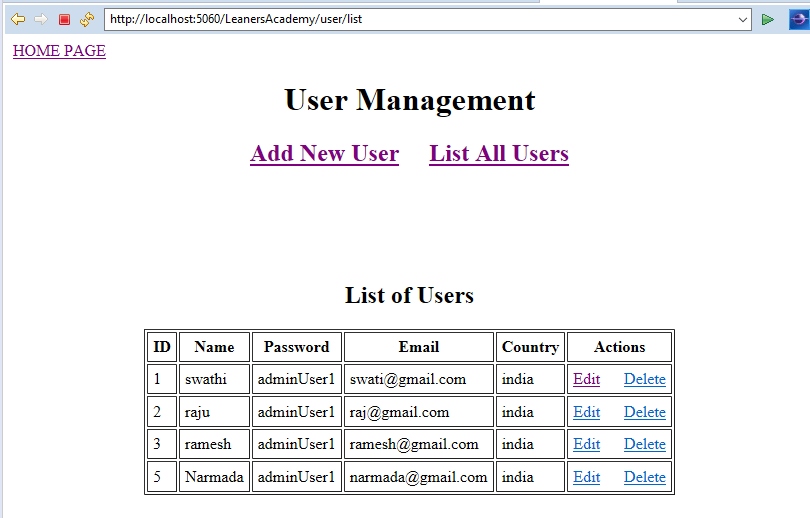 http://localhost:5060/LeanersAcademy/user/list
HOME PAGE
User Management
Add New User List All Users
List of Users
ID Name Password Email Country Actions
1 swathi adminUser1 swati@gmail.com india Edit Delete
2 raju adminUser1 raj@gmail.com india Edit Delete
3 ramesh adminUser1 ramesh@gmail.com india Edit Delete
5 Narmada adminUser1 narmada@gmail.com india Edit Delete